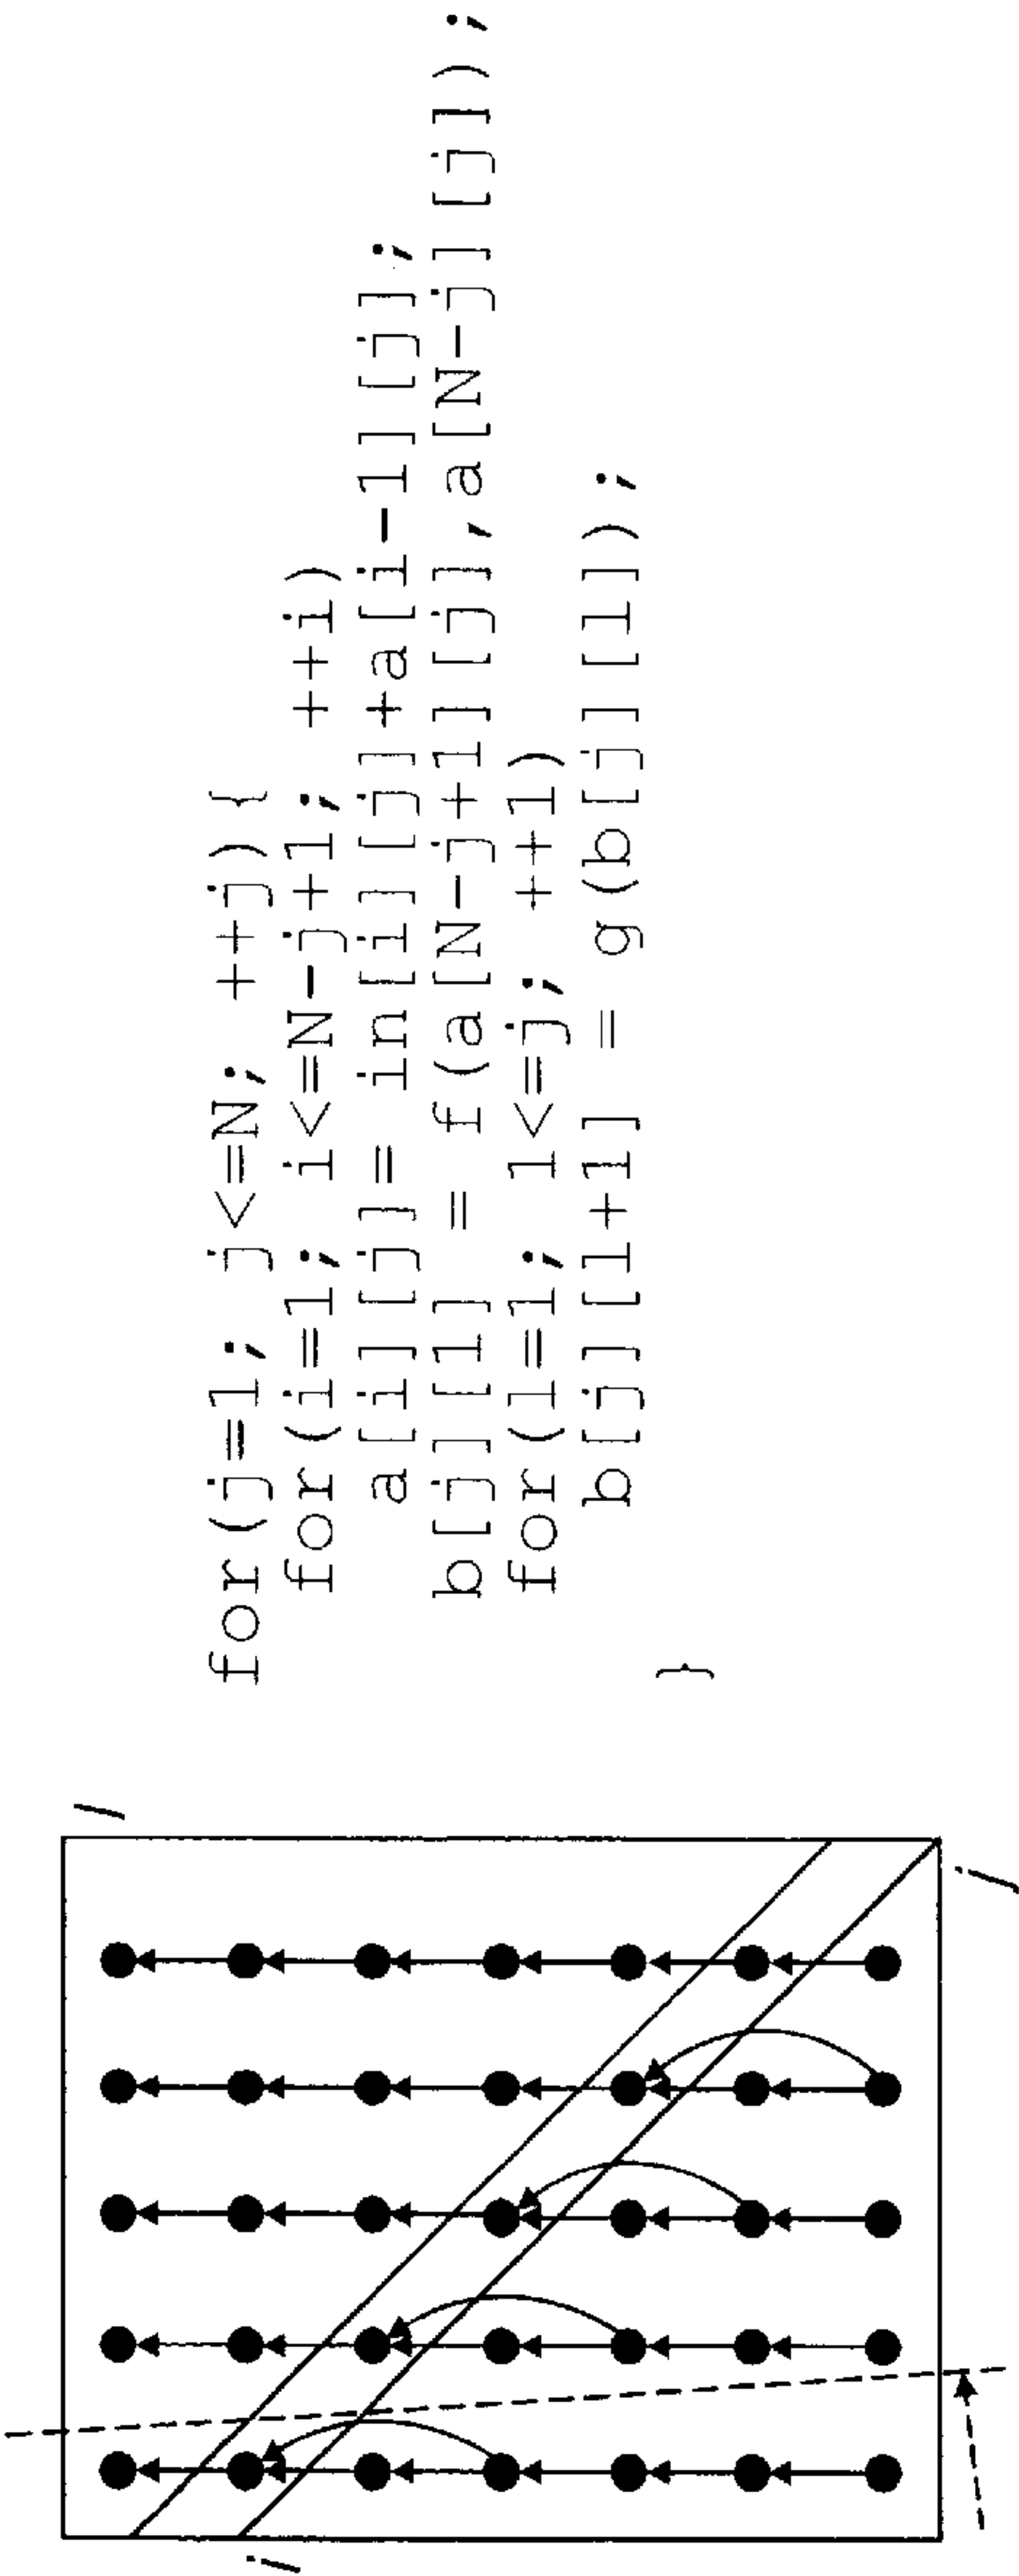 for(j=1; j<=N; ++j){
for(i=1; i<=N-j+1; ++i)
a[i][j]= in[i][j]+a[i-1][j];
b[j][1] = f(a[N-j+1][j],a[N-j][j]);
for(l=1; l<=j; ++l)
b[j][l+1] = g(b[j][l]);
}
l
i
j